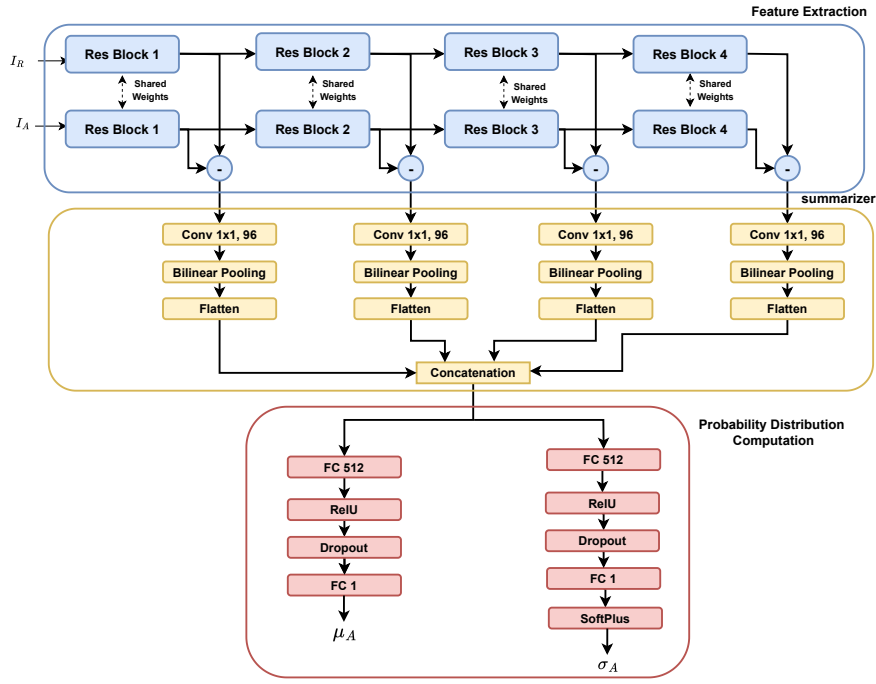 Feature Extraction
I_R
Res Block 1
Res Block 2
Res Block 3
Res Block 4
Shared
Weights
Shared
Weights
Shared
Weights
Shared
Weights
I_A
Res Block 1
Res Block 2
Res Block 3
Res Block 4
-
-
-
-
summarizer
Conv 1x1, 96
Conv 1x1, 96
Conv 1x1, 96
Conv 1x1, 96
Bilinear Pooling
Bilinear Pooling
Bilinear Pooling
Bilinear Pooling
Flatten
Flatten
Flatten
Flatten
Concatenation
Probability Distribution
Computation
FC 512
RelU
Dropout
FC 1
μ_A
FC 512
RelU
Dropout
FC 1
SoftPlus
σ_A